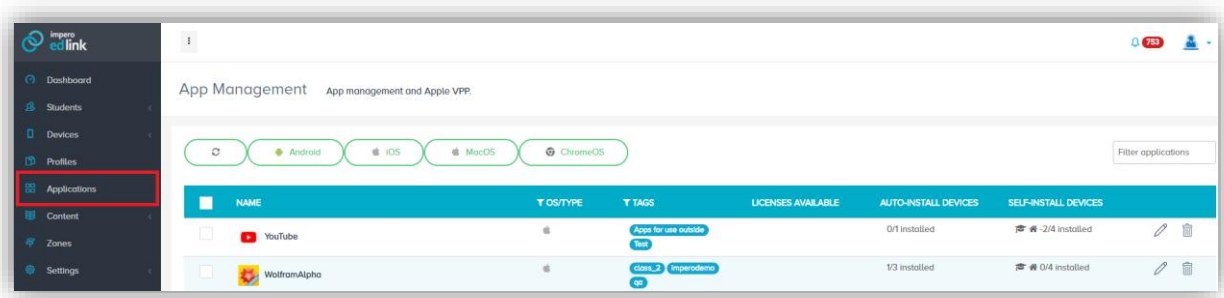 impero
ed link
753
Dashboard
Students
Devices
Profiles
Applications
Content
Zones
Settings
App Management App management and Apple VPP.
Android iOS MacOS ChromeOS Filter applications
NAME OS/TYPE TAGS LICENSES AVAILABLE AUTO-INSTALL DEVICES SELF-INSTALL DEVICES
YouTube Apps for use outside 0/1 installed -2/4 installed
Test
WolframAlpha class_2 Imperodemo 1/3 installed 0/4 installed
qa